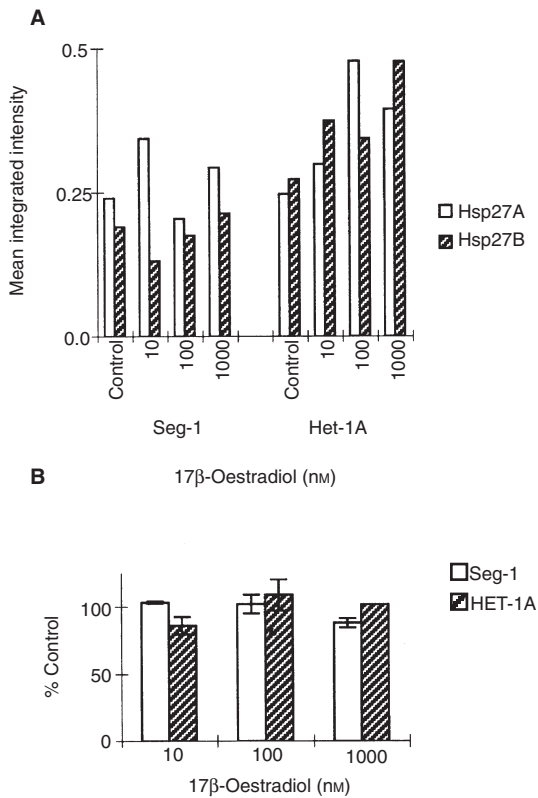 A
0.5
0.25
0.0
Mean integrated intensity
Hsp27A
Hsp27B
Control 10 100 1000 Control 10 100 1000
Seg-1 Het-1A
17β-Oestradiol (nM)
B
Seg-1
HET-1A
100
50
0
% Control
10 100 1000
17β-Oestradiol (nM)